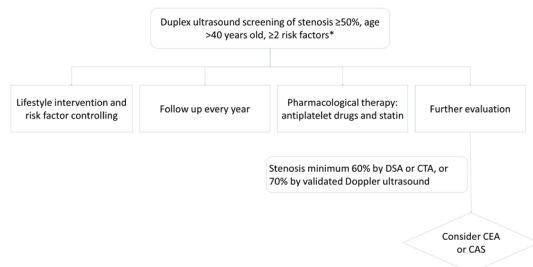 Duplex ultrasound screening of stenosis ≥50%, age
>40 years old, ≥2 risk factors*
Lifestyle intervention and
risk factor controlling
Follow up every year
Pharmacological therapy:
antiplatelet drugs and statin
Further evaluation
Stenosis minimum 60% by DSA or CTA, or
70% by validated Doppler ultrasound
Consider CEA
or CAS